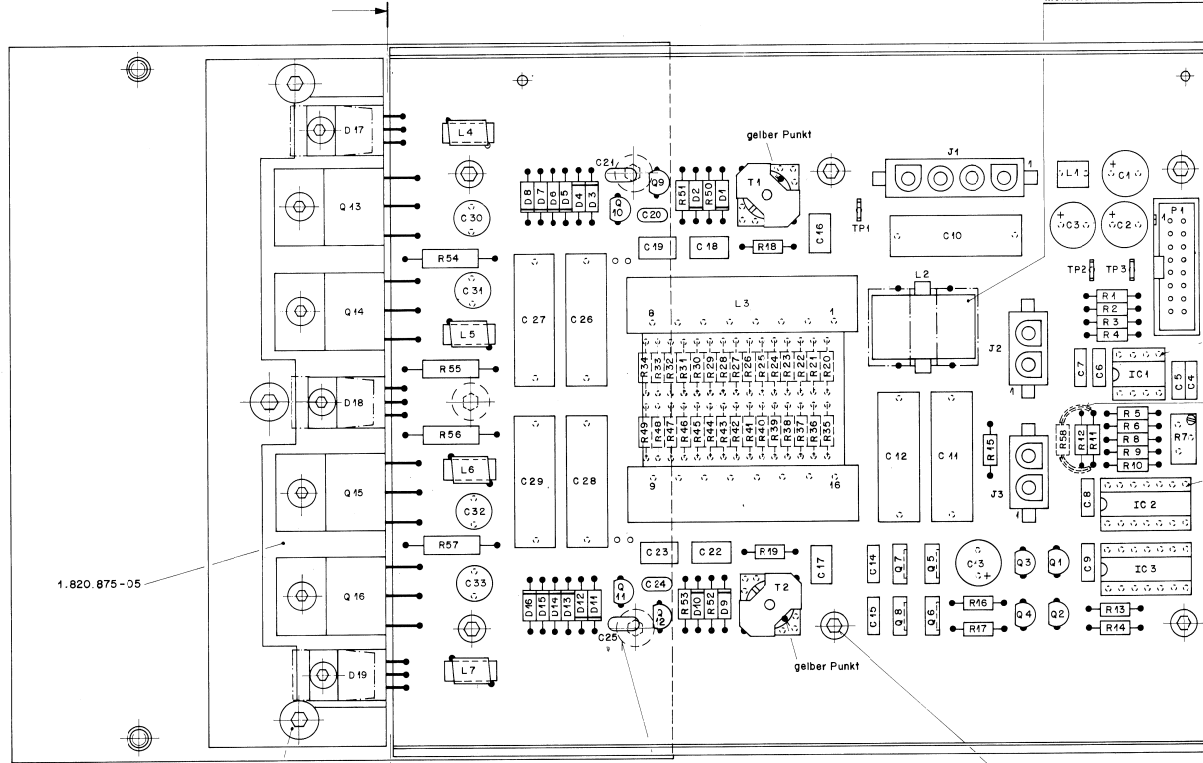 D17
L4
gelber Punkt
J1
1
C21
Q9
T1
L1
+
C1
D8
D7
D6
D5
D4
D3
Q
10
C20
R51
D2
R50
D1
Q13
C30
C16
TP1
+
C3
+
C2
P1
1
C19
C18
R18
C10
R54
TP2
TP3
L2
C31
R1
R2
R3
R4
L3
8
1
Q14
L5
C27
C26
J2
1
R34
R33
R32
R31
R30
R29
R28
R27
R26
R25
R24
R23
R22
R21
R20
C7
C6
IC1
C5
C4
R55
D18
R56
R49
R48
R47
R46
R45
R44
R43
R42
R41
R40
R39
R38
R37
R36
R35
R15
R58
R12
R11
R5
R6
R8
R9
R10
R7
L6
C29
C28
9
16
C12
C11
J3
1
Q15
C32
C8
IC2
R57
C23
C22
R19
C17
C14
Q7
Q5
C13
+
Q3
Q1
C9
IC3
1.820.875-05
Q16
C33
D16
D15
D14
D13
D12
D11
Q
11
C24
R53
D10
R52
D9
T2
C15
Q8
Q6
R16
R17
Q4
Q2
R13
R14
C25
gelber Punkt
D19
L7